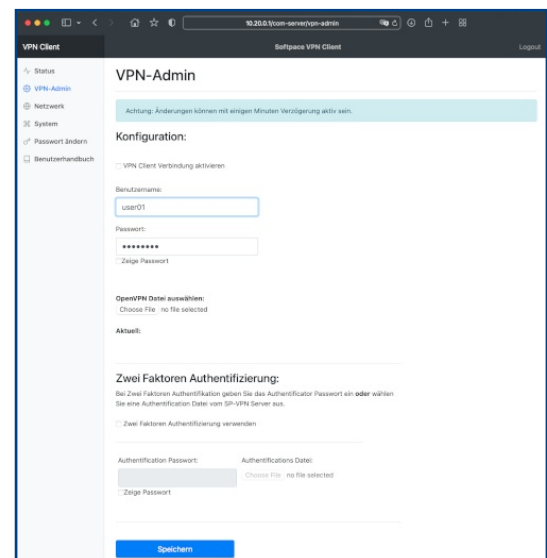 10.20.0.1/com-server/vpn-admin
VPN Client
Softpace VPN Client
Logout
Status
VPN-Admin
Netzwerk
System
Passwort ändern
Benutzerhandbuch
VPN-Admin
Achtung: Änderungen können mit einigen Minuten Verzögerung aktiv sein.
Konfiguration:
VPN Client Verbindung aktivieren
Benutzername:
user01
Passwort:
••••••••
Zeige Passwort
OpenVPN Datei auswählen:
Choose File no file selected
Aktuell:
Zwei Faktoren Authentifizierung:
Bei Zwei Faktoren Authentifikation geben Sie das Authentificator Passwort ein oder wählen
Sie eine Authentification Datei vom SP-VPN Server aus.
Zwei Faktoren Authentifizierung verwenden
Authentification Passwort:
Authentifications Datei:
Choose File no file selected
Zeige Passwort
Speichern